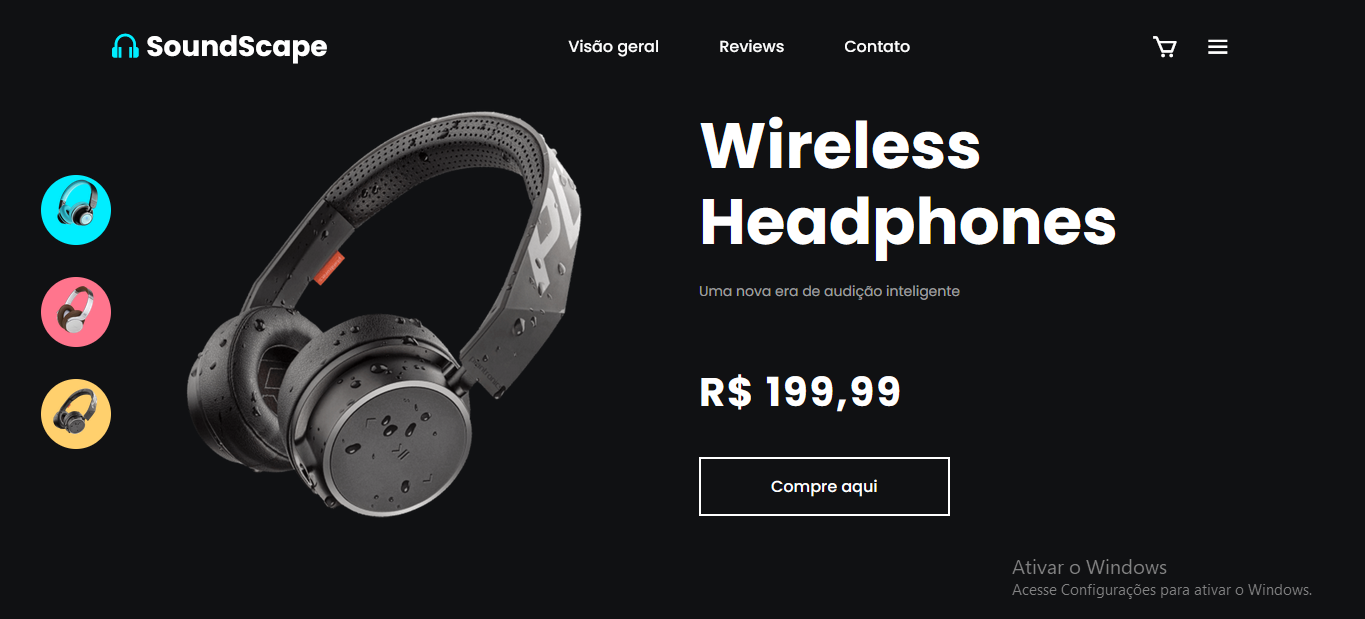 SoundScape
Visão geral
Reviews
Contato
Wireless
Headphones
Uma nova era de audição inteligente
R$ 199,99
Compre aqui
PL
Ativar o Windows
Acesse Configurações para ativar o Windows.